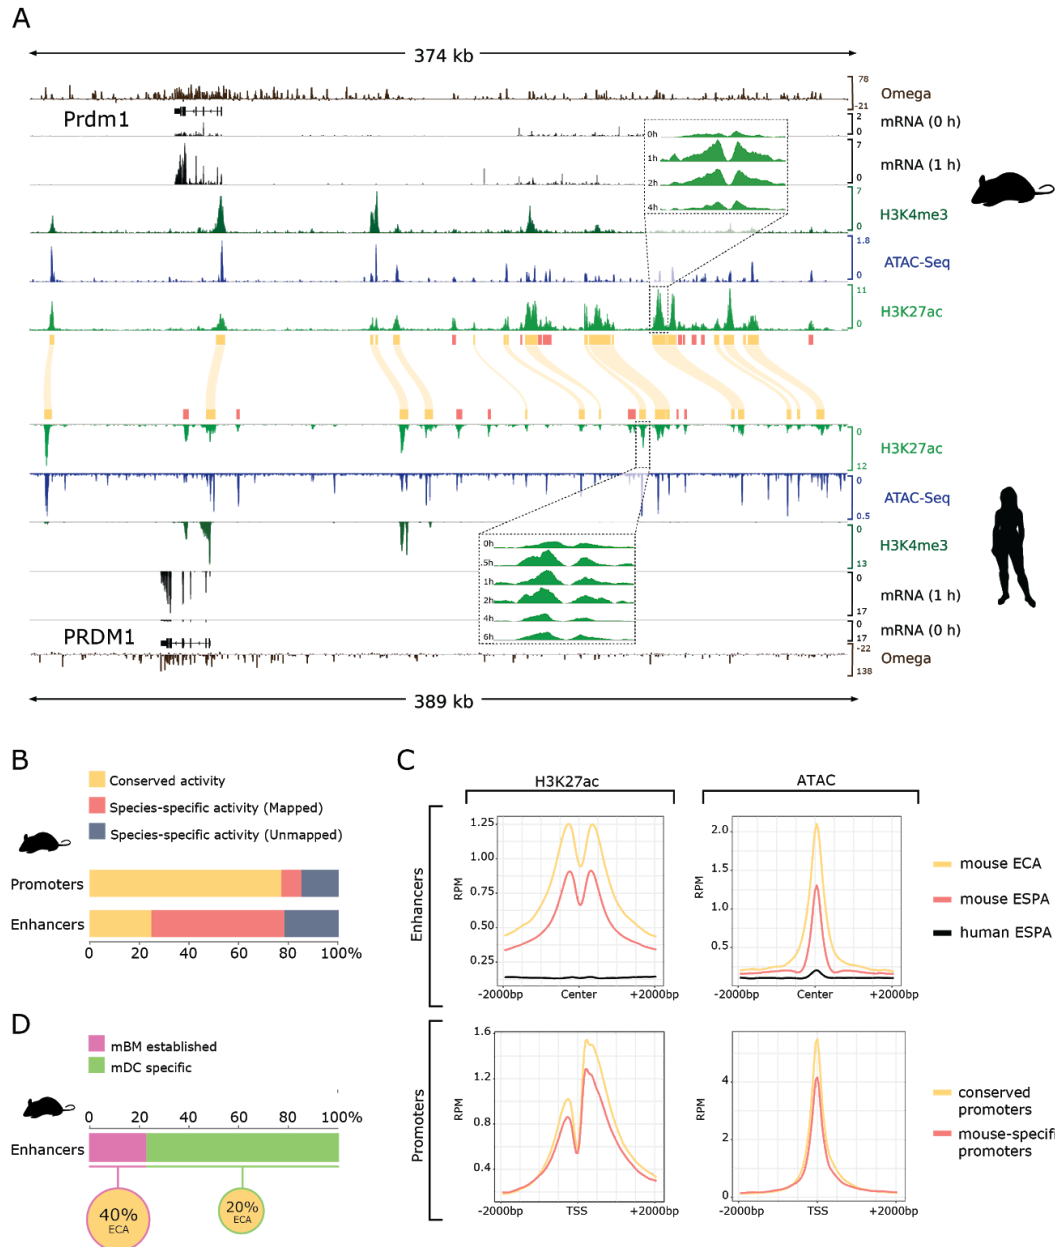 A
374 kb
78
Omega
-21
Prdm1
2
mRNA (0 h)
0
7
mRNA (1 h)
0
0h
1h
2h
4h
7
H3K4me3
0
1.8
ATAC-Seq
0
11
H3K27ac
0
0
H3K27ac
12
0
ATAC-Seq
0.5
0
H3K4me3
13
0h
.5h
1h
2h
4h
6h
0
mRNA (1 h)
17
0
mRNA (0 h)
17
PRDM1
-22
Omega
138
389 kb
B
Conserved activity
Species-specific activity (Mapped)
Species-specific activity (Unmapped)
Promoters
Enhancers
0 20 40 60 80 100%
C
H3K27ac
ATAC
Enhancers
RPM
1.25
1.00
0.75
0.50
0.25
-2000bp Center +2000bp
RPM
2.0
1.5
1.0
0.5
-2000bp Center +2000bp
mouse ECA
mouse ESPA
human ESPA
Promoters
RPM
1.6
1.2
0.8
0.4
-2000bp TSS +2000bp
RPM
4
2
0
-2000bp TSS +2000bp
conserved
promoters
mouse-specifi
promoters
D
mBM established
mDC specific
0 20 40 60 80 100%
Enhancers
40%
ECA
20%
ECA